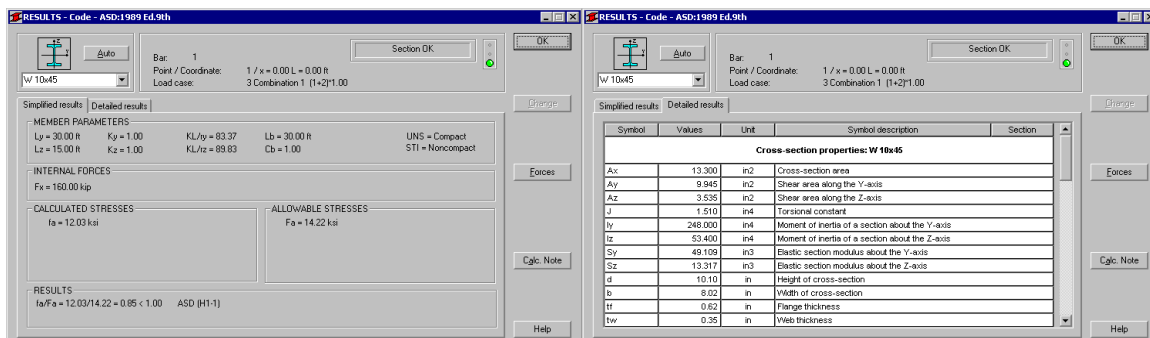 RESULTS - Code - ASD:1989 Ed.9th
z
y
Auto
W 10x45
Bar: 1
Point / Coordinate: 1 / x = 0.00 L = 0.00 ft
Load case: 3 Combination 1 (1+2)*1.00
Section OK
OK
Change
Forces
Calc. Note
Help
Simplified results Detailed results
MEMBER PARAMETERS
Ly = 30.00 ft Ky = 1.00 KL/ry = 83.37 Lb = 30.00 ft UNS = Compact
Lz = 15.00 ft Kz = 1.00 KL/rz = 89.83 Cb = 1.00 STI = Noncompact
INTERNAL FORCES
Fx = 160.00 kip
CALCULATED STRESSES ALLOWABLE STRESSES
fa = 12.03 ksi Fa = 14.22 ksi
RESULTS
fa/Fa = 12.03/14.22 = 0.85 < 1.00 ASD (H1-1)
RESULTS - Code - ASD:1989 Ed.9th
z
y
Auto
W 10x45
Bar: 1
Point / Coordinate: 1 / x = 0.00 L = 0.00 ft
Load case: 3 Combination 1 (1+2)*1.00
Section OK
OK
Change
Forces
Calc. Note
Help
Simplified results Detailed results
Symbol Values Unit Symbol description Section
Cross-section properties: W 10x45
Ax 13.300 in2 Cross-section area
Ay 9.945 in2 Shear area along the Y-axis
Az 3.535 in2 Shear area along the Z-axis
J 1.510 in4 Torsional constant
Iy 248.000 in4 Moment of inertia of a section about the Y-axis
Iz 53.400 in4 Moment of inertia of a section about the Z-axis
Sy 49.109 in3 Elastic section modulus about the Y-axis
Sz 13.317 in3 Elastic section modulus about the Z-axis
d 10.10 in Height of cross-section
b 8.02 in Width of cross-section
tf 0.62 in Flange thickness
tw 0.35 in Web thickness